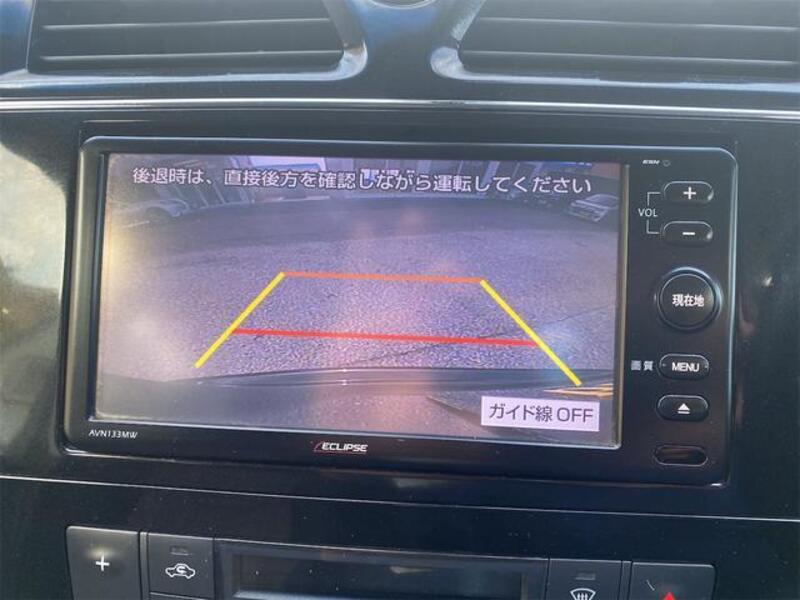 後退時は、直接後方を確認しながら運転してください
ESN
+
VOL
−
現在地
画質 MENU
ガイド線 OFF
AVN133MW
ECLIPSE
+